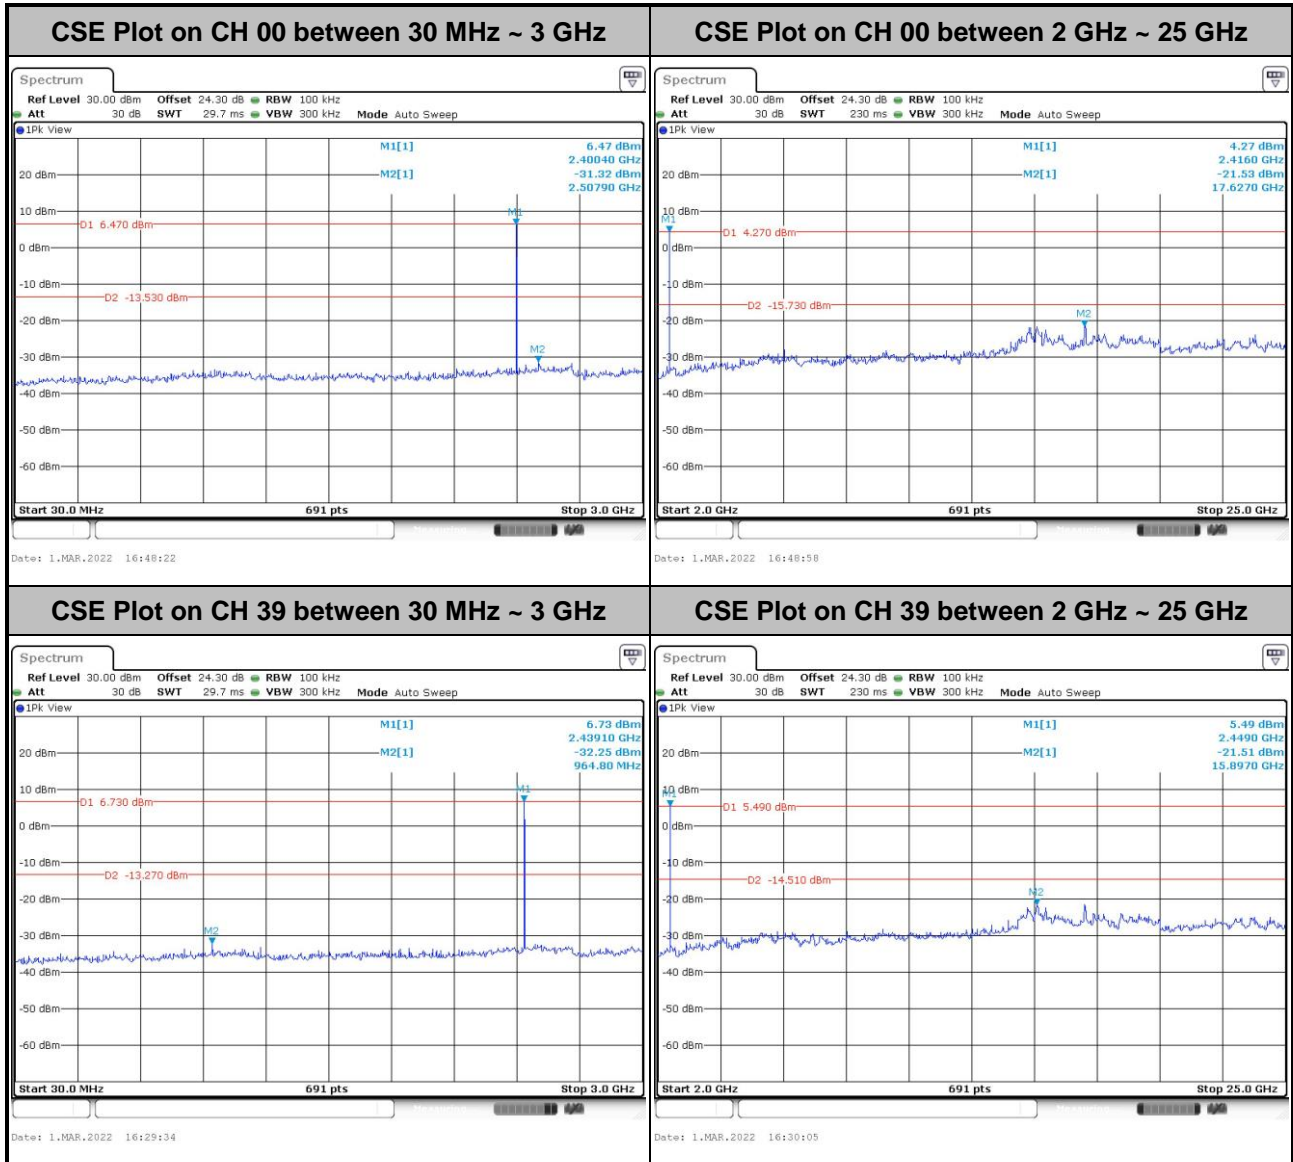 CSE Plot on CH 00 between 30 MHz ~ 3 GHz
Spectrum
Ref Level 30.00 dBm Offset 24.30 dB RBW 100 kHz
Att 30 dB SWT 29.7 ms VBW 300 kHz Mode Auto Sweep
1Pk View
M1[1] 6.47 dBm
2.40040 GHz
20 dBm M2[1] -31.32 dBm
2.50790 GHz
10 dBm M1
D1 6.470 dBm
0 dBm
-10 dBm
D2 -13.530 dBm
-20 dBm
M2
-30 dBm
-40 dBm
-50 dBm
-60 dBm
Start 30.0 MHz 691 pts Stop 3.0 GHz
Date: 1.MAR.2022 16:48:22
CSE Plot on CH 00 between 2 GHz ~ 25 GHz
Spectrum
Ref Level 30.00 dBm Offset 24.30 dB RBW 100 kHz
Att 30 dB SWT 230 ms VBW 300 kHz Mode Auto Sweep
1Pk View
M1[1] 4.27 dBm
2.4160 GHz
20 dBm M2[1] -21.53 dBm
17.6270 GHz
10 dBm
M1
D1 4.270 dBm
0 dBm
-10 dBm
D2 -15.730 dBm
M2
-20 dBm
-30 dBm
-40 dBm
-50 dBm
-60 dBm
Start 2.0 GHz 691 pts Stop 25.0 GHz
Date: 1.MAR.2022 16:48:58
CSE Plot on CH 39 between 30 MHz ~ 3 GHz
Spectrum
Ref Level 30.00 dBm Offset 24.30 dB RBW 100 kHz
Att 30 dB SWT 29.7 ms VBW 300 kHz Mode Auto Sweep
1Pk View
M1[1] 6.73 dBm
2.43910 GHz
20 dBm M2[1] -32.25 dBm
964.80 MHz
10 dBm M1
D1 6.730 dBm
0 dBm
-10 dBm
D2 -13.270 dBm
-20 dBm
M2
-30 dBm
-40 dBm
-50 dBm
-60 dBm
Start 30.0 MHz 691 pts Stop 3.0 GHz
Date: 1.MAR.2022 16:29:34
CSE Plot on CH 39 between 2 GHz ~ 25 GHz
Spectrum
Ref Level 30.00 dBm Offset 24.30 dB RBW 100 kHz
Att 30 dB SWT 230 ms VBW 300 kHz Mode Auto Sweep
1Pk View
M1[1] 5.49 dBm
2.4490 GHz
20 dBm M2[1] -21.51 dBm
15.8970 GHz
10 dBm
M1
D1 5.490 dBm
0 dBm
-10 dBm
D2 -14.510 dBm
M2
-20 dBm
-30 dBm
-40 dBm
-50 dBm
-60 dBm
Start 2.0 GHz 691 pts Stop 25.0 GHz
Date: 1.MAR.2022 16:30:05